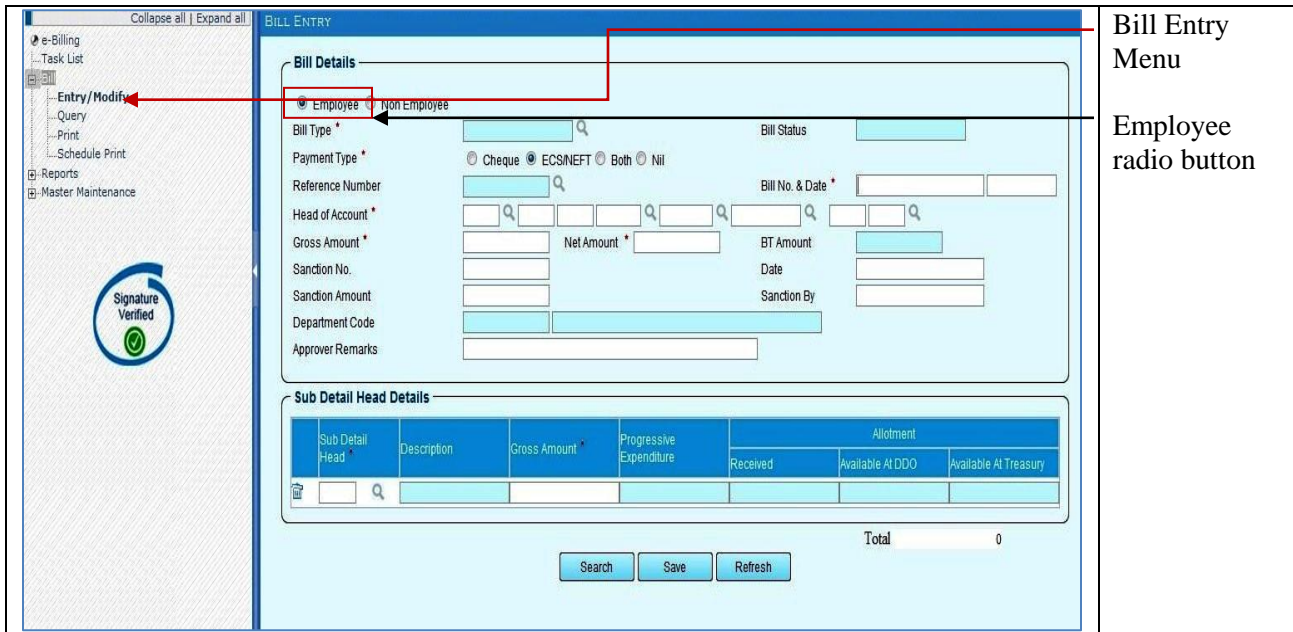 Collapse all | Expand all
e-Billing
Task List
Bill
Entry/Modify
Query
Print
Schedule Print
Reports
Master Maintenance
Signature
Verified
BILL ENTRY
Bill Details
Employee Non Employee
Bill Type * Bill Status
Payment Type * Cheque ECS/NEFT Both Nil
Reference Number Bill No. & Date *
Head of Account *
Gross Amount * Net Amount * BT Amount
Sanction No. Date
Sanction Amount Sanction By
Department Code
Approver Remarks
Sub Detail Head Details
Sub Detail Head * Description Gross Amount * Progressive Expenditure Allotment
Received Available At DDO Available At Treasury
Total 0
Search Save Refresh
Bill Entry
Menu
Employee
radio button